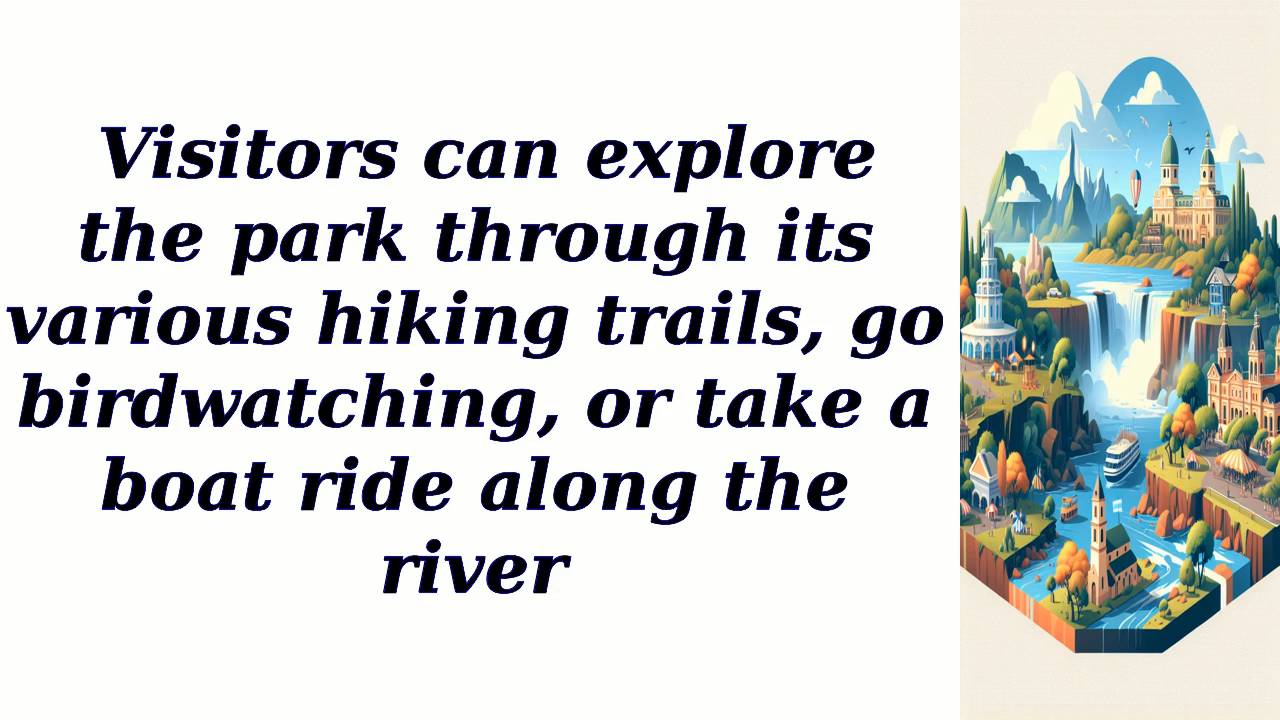 Visitors can explore
the park through its
various hiking trails, go
birdwatching, or take a
boat ride along the
river